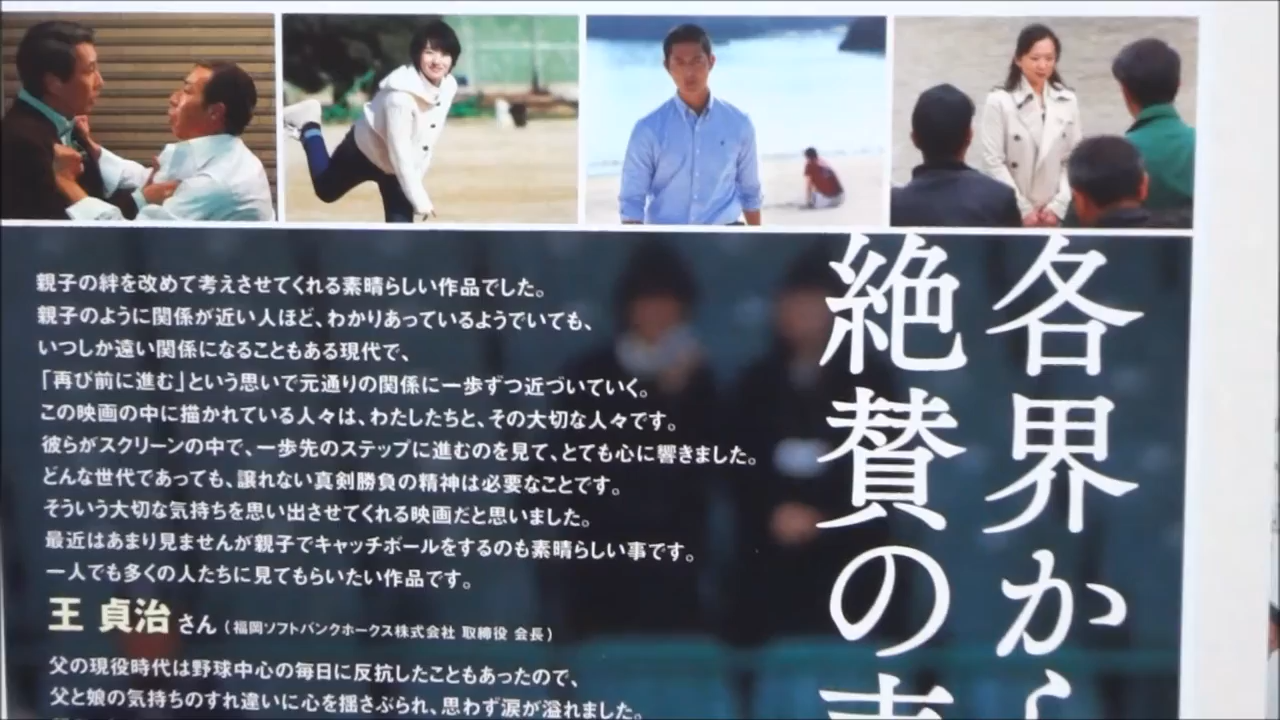 各界から
絶賛の
親子の絆を改めて考えさせてくれる素晴らしい作品でした。
親子のように関係が近い人ほど、わかりあっているようでいても、
いつしか遠い関係になることもある現代で、
「再び前に進む」という思いで元通りの関係に一歩ずつ近づいていく。
この映画の中に描かれている人々は、わたしたちと、その大切な人々です。
彼らがスクリーンの中で、一歩先のステップに進むのを見て、とても心に響きました。
どんな世代であっても、譲れない真剣勝負の精神は必要なことです。
そういう大切な気持ちを思い出させてくれる映画だと思いました。
最近はあまり見ませんが親子でキャッチボールをするのも素晴らしい事です。
一人でも多くの人たちに見てもらいたい作品です。
王 貞治 さん (福岡ソフトバンクホークス株式会社 取締役 会長)
父の現役時代は野球中心の毎日に反抗したこともあったので、
父と娘の気持ちのすれ違いに心を揺さぶられ、思わず涙が溢れました。